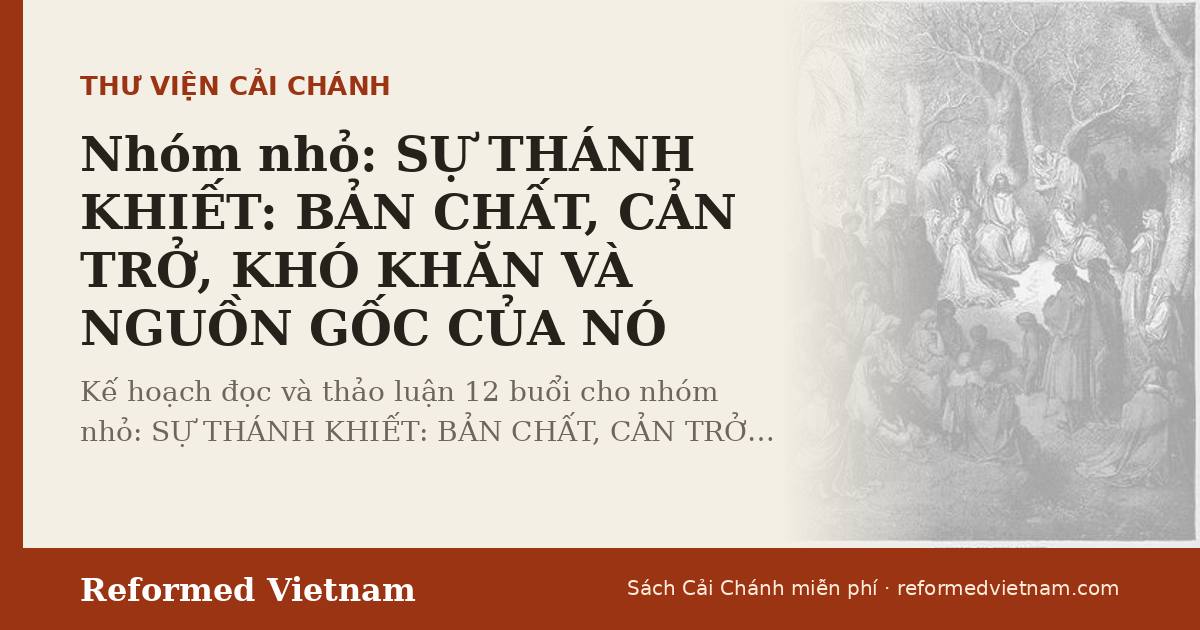 THƯ VIỆN CẢI CHÁNH
Nhóm nhỏ: SỰ THÁNH
KHIẾT: BẢN CHẤT, CẢN
TRỞ, KHÓ KHĂN VÀ
NGUỒN GỐC CỦA NÓ
Kế hoạch đọc và thảo luận 12 buổi cho nhóm
nhỏ: SỰ THÁNH KHIẾT: BẢN CHẤT, CẢN TRỞ...
Reformed Vietnam
Sách Cải Chánh miễn phí · reformedvietnam.com